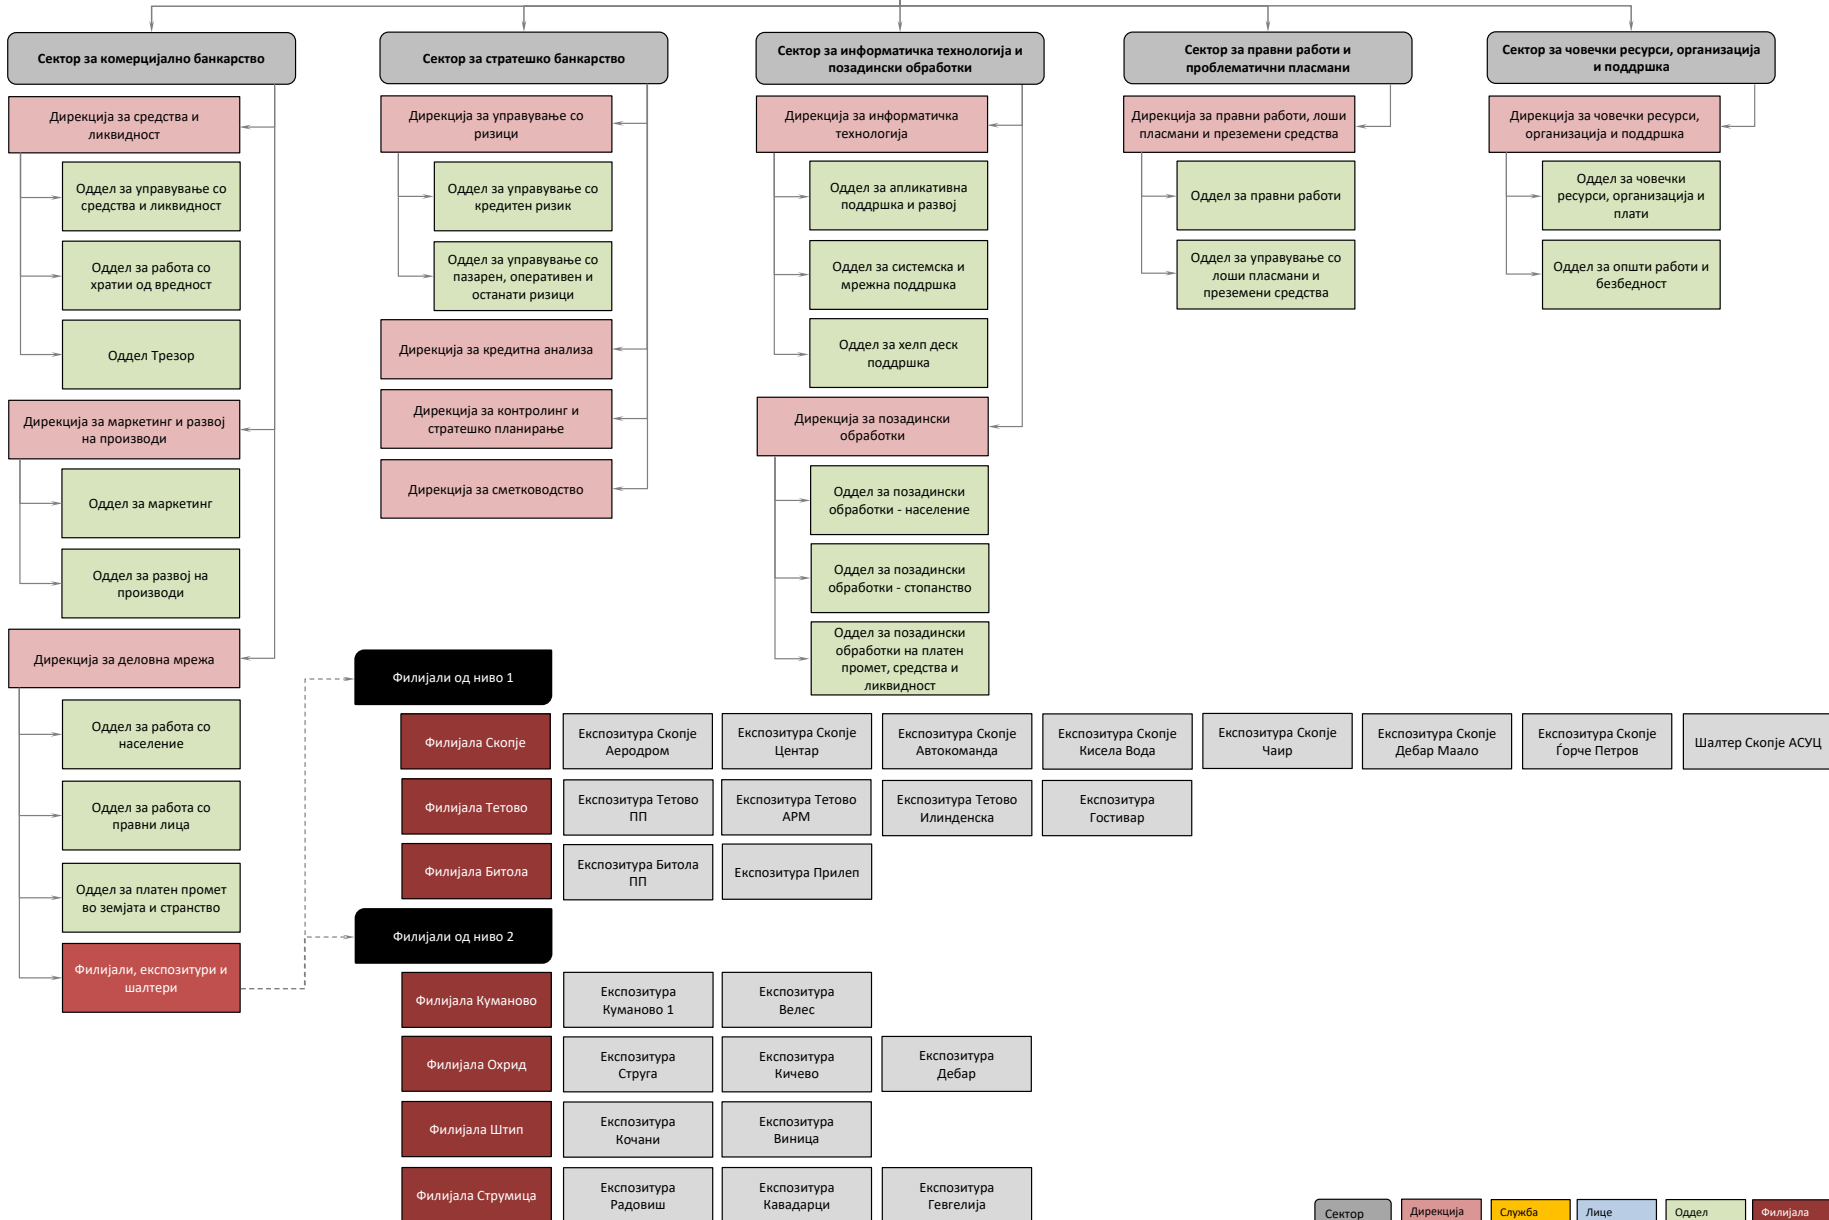 Сектор за комерцијално банкарство
Дирекција за средства и
ликвидност
Оддел за управување со
средства и ликвидност
Оддел за работа со
хратии од вредност
Оддел Трезор
Дирекција за маркетинг и развој
на производи
Оддел за маркетинг
Оддел за развој на
производи
Дирекција за деловна мрежа
Оддел за работа со
население
Оддел за работа со
правни лица
Оддел за платен промет
во земјата и странство
Филијали, експозитури и
шалтери
Сектор за стратешко банкарство
Дирекција за управување со
ризици
Оддел за управување со
кредитен ризик
Оддел за управување со
пазарен, оперативен и
останати ризици
Дирекција за кредитна анализа
Дирекција за контролинг и
стратешко планирање
Дирекција за сметководство
Сектор за информатичка технологија и
позадински обработки
Дирекција за информатичка
технологија
Оддел за апликативна
поддршка и развој
Оддел за системска и
мрежна поддршка
Оддел за хелп деск
поддршка
Дирекција за позадински
обработки
Оддел за позадински
обработки - население
Оддел за позадински
обработки - стопанство
Оддел за позадински
обработки на платен
промет, средства и
ликвидност
Сектор за правни работи и
проблематични пласмани
Дирекција за правни работи, лоши
пласмани и преземени средства
Оддел за правни работи
Оддел за управување со
лоши пласмани и
преземени средства
Сектор за човечки ресурси, организација
и поддршка
Дирекција за човечки ресурси,
организација и поддршка
Оддел за човечки
ресурси, организација и
плати
Оддел за општи работи и
безбедност
Филијали од ниво 1
Филијала Скопје
Експозитура Скопје
Аеродром
Експозитура Скопје
Центар
Експозитура Скопје
Автокоманда
Експозитура Скопје
Кисела Вода
Експозитура Скопје
Чаир
Експозитура Скопје
Дебар Маало
Експозитура Скопје
Ѓорче Петров
Шалтер Скопје АСУЦ
Филијала Тетово
Експозитура Тетово
ПП
Експозитура Тетово
АРМ
Експозитура Тетово
Илинденска
Експозитура
Гостивар
Филијала Битола
Експозитура Битола
ПП
Експозитура Прилеп
Филијали од ниво 2
Филијала Куманово
Експозитура
Куманово 1
Експозитура
Велес
Филијала Охрид
Експозитура
Струга
Експозитура
Кичево
Експозитура
Дебар
Филијала Штип
Експозитура
Кочани
Експозитура
Виница
Филијала Струмица
Експозитура
Радовиш
Експозитура
Кавадарци
Експозитура
Гевгелија
Сектор
Дирекција
Служба
Лице
Оддел
Филијала